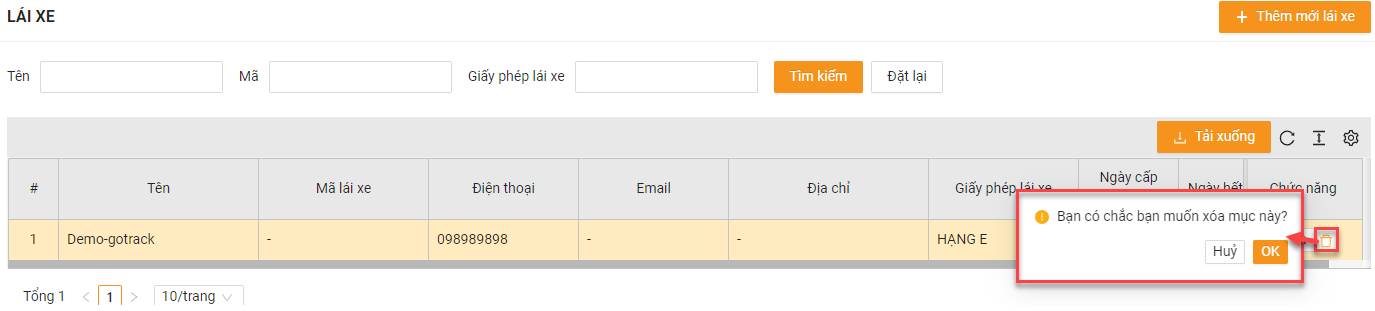 LÁI XE
+ Thêm mới lái xe
Tên
Mã
Giấy phép lái xe
Tìm kiếm
Đặt lại
Tải xuống
#
Tên
Mã lái xe
Điện thoại
Email
Địa chỉ
Giấy phép lái xe
Ngày cấp
Ngày hết
Chức năng
1
Demo-gotrack
-
098989898
-
-
HẠNG E
Bạn có chắc bạn muốn xóa mục này?
Huỷ
OK
Tổng 1
< 1 >
10/trang